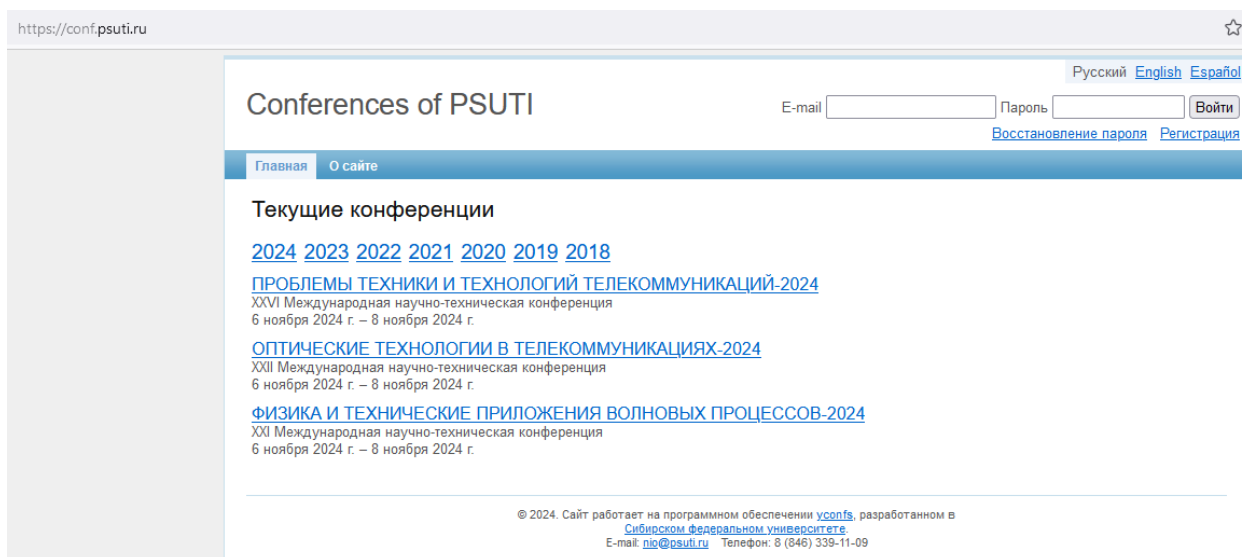 https://conf.psuti.ru
Русский English Español
Conferences of PSUTI
E-mail Пароль Войти
Восстановление пароля Регистрация
Главная О сайте
Текущие конференции
2024 2023 2022 2021 2020 2019 2018
ПРОБЛЕМЫ ТЕХНИКИ И ТЕХНОЛОГИЙ ТЕЛЕКОММУНИКАЦИЙ-2024
XXVI Международная научно-техническая конференция
6 ноября 2024 г. – 8 ноября 2024 г.
ОПТИЧЕСКИЕ ТЕХНОЛОГИИ В ТЕЛЕКОММУНИКАЦИЯХ-2024
XXII Международная научно-техническая конференция
6 ноября 2024 г. – 8 ноября 2024 г.
ФИЗИКА И ТЕХНИЧЕСКИЕ ПРИЛОЖЕНИЯ ВОЛНОВЫХ ПРОЦЕССОВ-2024
XXI Международная научно-техническая конференция
6 ноября 2024 г. – 8 ноября 2024 г.
© 2024. Сайт работает на программном обеспечении yconfs, разработанном в
Сибирском федеральном университете.
E-mail: nio@psuti.ru Телефон: 8 (846) 339-11-09